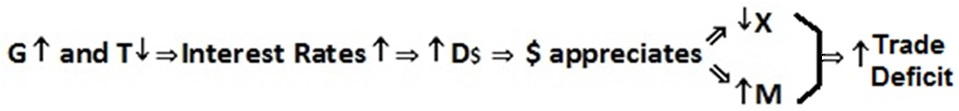 G↑ and T↓⇒Interest Rates ↑⇒ ↑D$ ⇒ $ appreciates
⇗ ↓X
⇘ ↑M
⇒ ↑Trade
Deficit